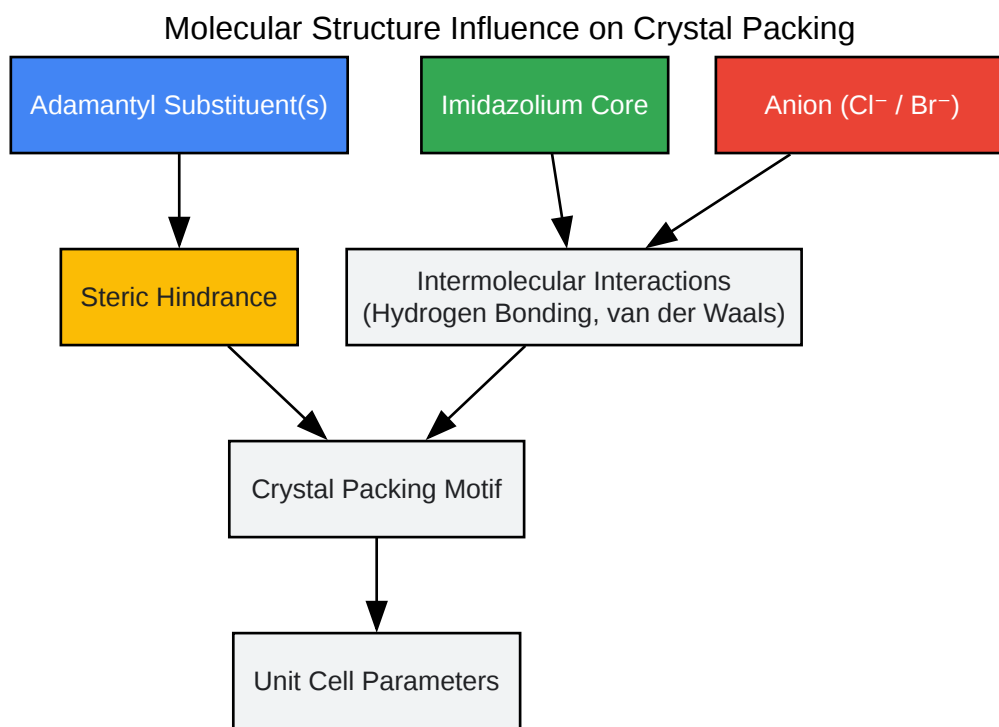 Molecular Structure Influence on Crystal Packing
Adamantyl Substituent(s)
Imidazolium Core
Anion (Cl⁻ / Br⁻)
Steric Hindrance
Intermolecular Interactions
(Hydrogen Bonding, van der Waals)
Crystal Packing Motif
Unit Cell Parameters